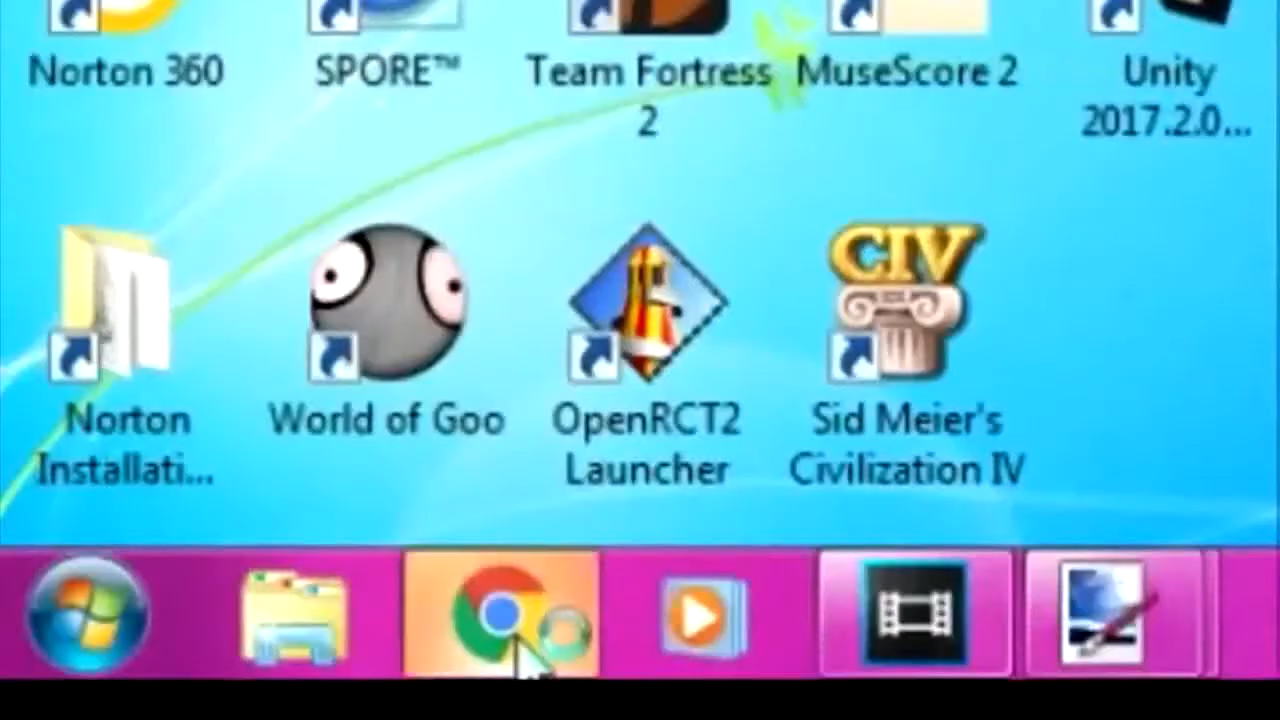 Norton 360
SPORE™
Team Fortress
2
MuseScore 2
Unity
2017.2.0...
CIV
Norton
Installati...
World of Goo
OpenRCT2
Launcher
Sid Meier's
Civilization IV